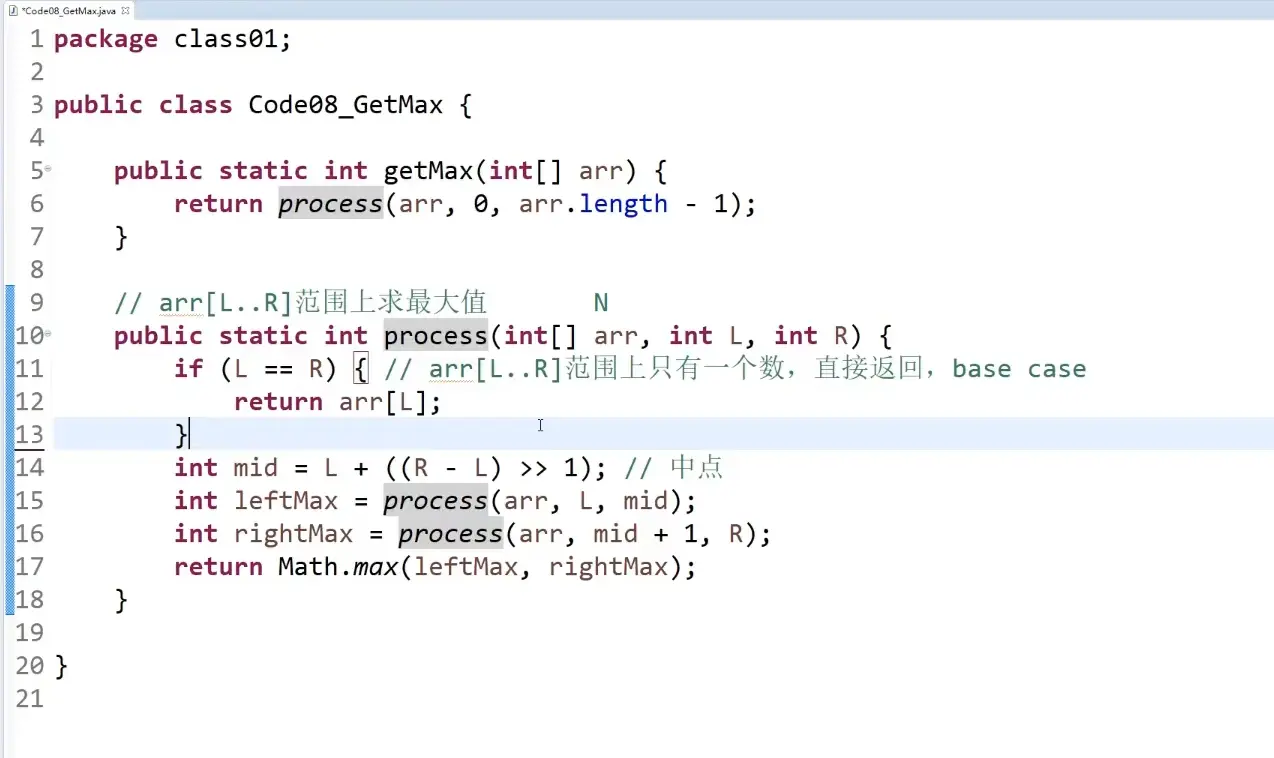 *Code08_GetMax.java
1 package class01;
2
3 public class Code08_GetMax {
4
5     public static int getMax(int[] arr) {
6         return process(arr, 0, arr.length - 1);
7     }
8
9     // arr[L..R]范围上求最大值       N
10     public static int process(int[] arr, int L, int R) {
11         if (L == R) { // arr[L..R]范围上只有一个数，直接返回，base case
12             return arr[L];
13         }
14         int mid = L + ((R - L) >> 1); // 中点
15         int leftMax = process(arr, L, mid);
16         int rightMax = process(arr, mid + 1, R);
17         return Math.max(leftMax, rightMax);
18     }
19
20 }
21